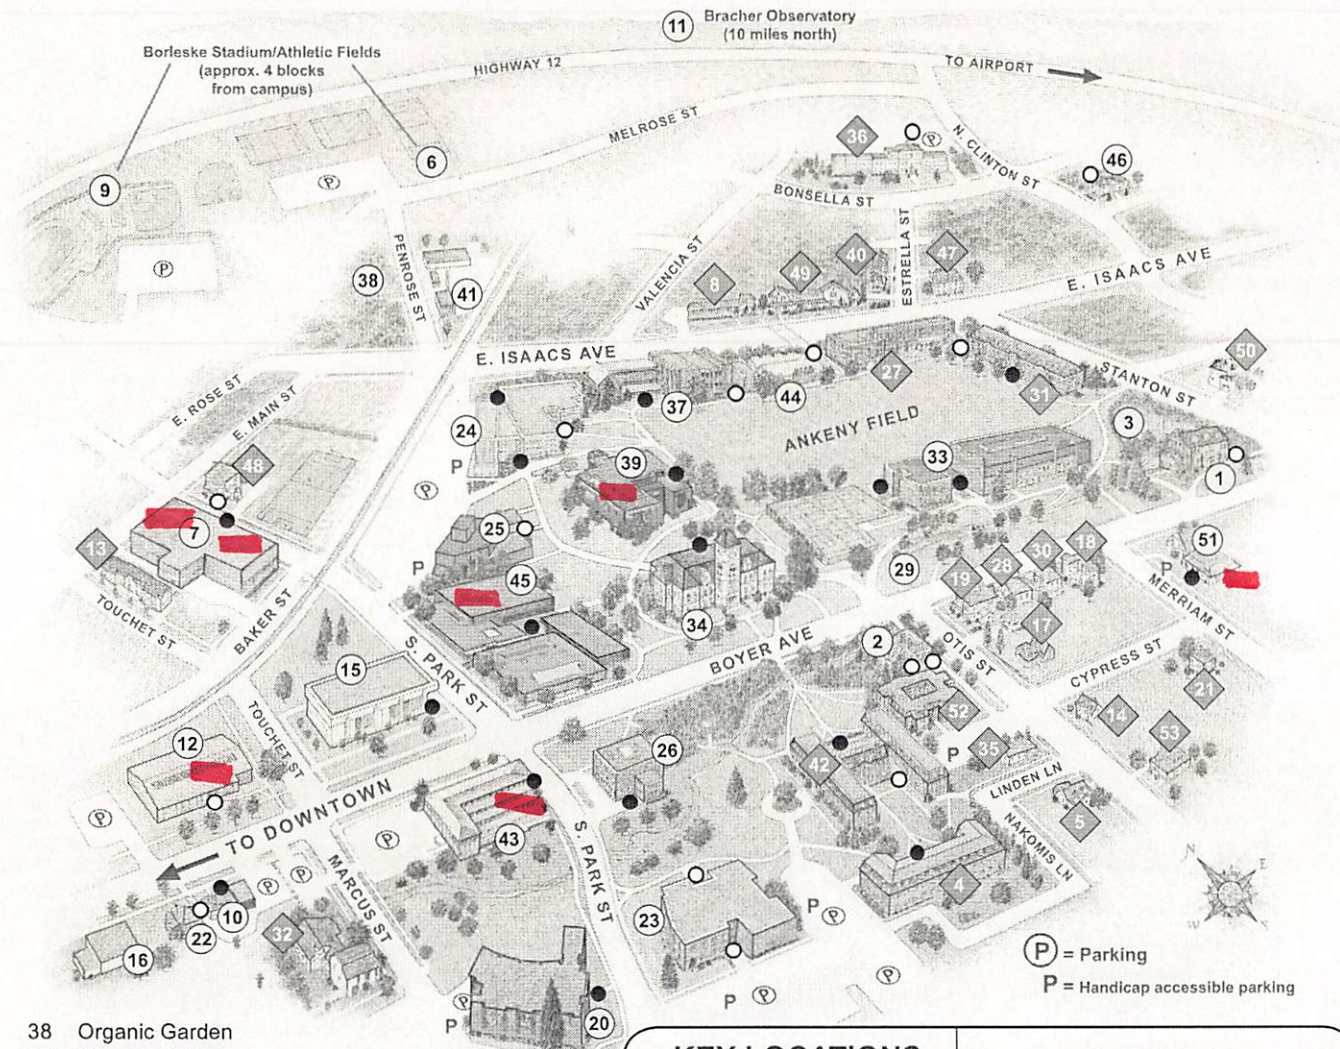 11
Bracher Observatory
(10 miles north)
Borleske Stadium/Athletic Fields
(approx. 4 blocks
from campus)
HIGHWAY 12
TO AIRPORT
MELROSE ST
N. CLINTON ST
36
P
46
6
9
P
P
BONSELLA ST
PENROSE ST
VALENCIA ST
ESTRELLA ST
38
41
8
49
40
47
E. ISAACS AVE
E. ISAACS AVE
STANTON ST
50
E. ROSE ST
E. MAIN ST
24
37
44
27
31
ANKENY FIELD
3
48
P
P
39
33
1
7
25
13
P
45
29
19
28
30
18
51
P
TOUCHET ST
BAKER ST
34
17
MERRIAM ST
S. PARK ST
BOYER AVE
2
OTIS ST
CYPRESS ST
15
21
TOUCHET ST
52
14
12
26
42
P
35
53
LINDEN LN
P
TO DOWNTOWN
P
43
S. PARK ST
5
NAKOMIS LN
MARCUS ST
4
N
E
W
S
P
P
10
22
32
23
P
P
16
P = Parking
P
P = Handicap accessible parking
P
P
P
P
20
38 Organic Garden
KEY LOCATIONS